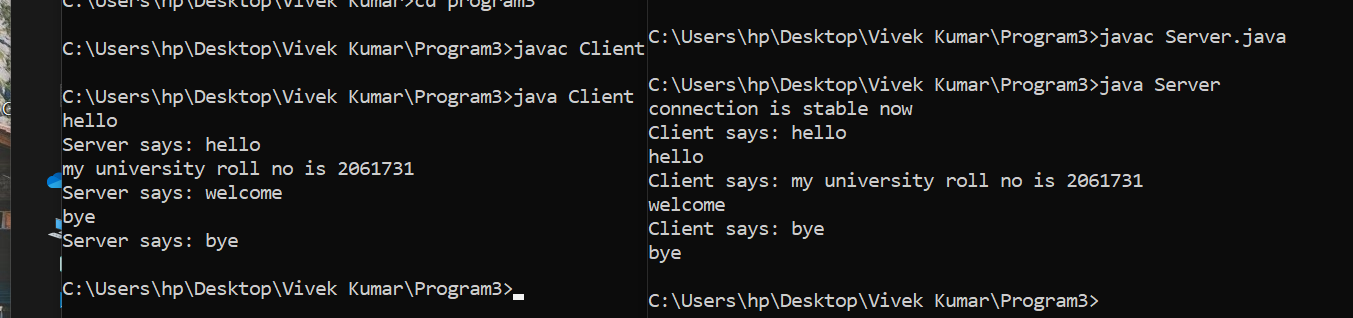 C:\Users\hp\Desktop\Vivek Kumar>cd program3
C:\Users\hp\Desktop\Vivek Kumar\Program3>javac Client
C:\Users\hp\Desktop\Vivek Kumar\Program3>java Client
hello
Server says: hello
my university roll no is 2061731
Server says: welcome
bye
Server says: bye
C:\Users\hp\Desktop\Vivek Kumar\Program3>
C:\Users\hp\Desktop\Vivek Kumar\Program3>javac Server.java
C:\Users\hp\Desktop\Vivek Kumar\Program3>java Server
connection is stable now
Client says: hello
hello
Client says: my university roll no is 2061731
welcome
Client says: bye
bye
C:\Users\hp\Desktop\Vivek Kumar\Program3>